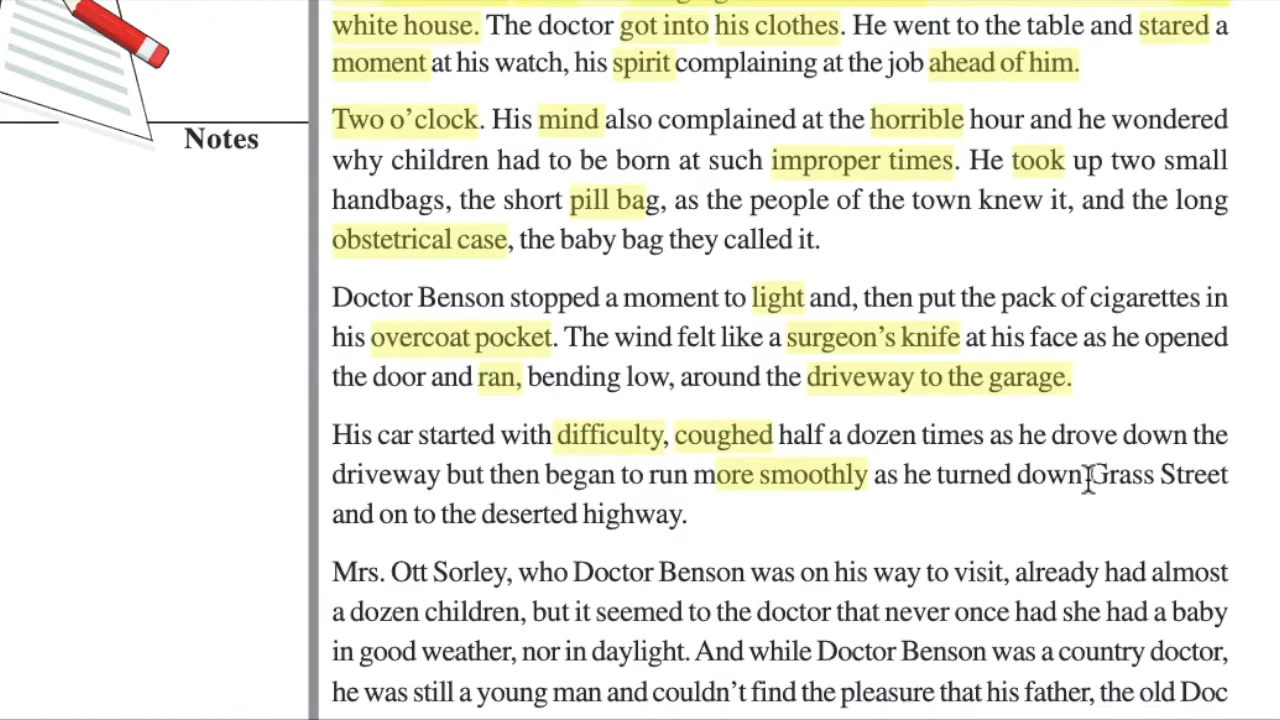 white house. The doctor got into his clothes. He went to the table and stared a
moment at his watch, his spirit complaining at the job ahead of him.
Notes
Two o’clock. His mind also complained at the horrible hour and he wondered
why children had to be born at such improper times. He took up two small
handbags, the short pill bag, as the people of the town knew it, and the long
obstetrical case, the baby bag they called it.
Doctor Benson stopped a moment to light and, then put the pack of cigarettes in
his overcoat pocket. The wind felt like a surgeon’s knife at his face as he opened
the door and ran, bending low, around the driveway to the garage.
His car started with difficulty, coughed half a dozen times as he drove down the
driveway but then began to run more smoothly as he turned down Grass Street
and on to the deserted highway.
Mrs. Ott Sorley, who Doctor Benson was on his way to visit, already had almost
a dozen children, but it seemed to the doctor that never once had she had a baby
in good weather, nor in daylight. And while Doctor Benson was a country doctor,
he was still a young man and couldn’t find the pleasure that his father, the old Doc